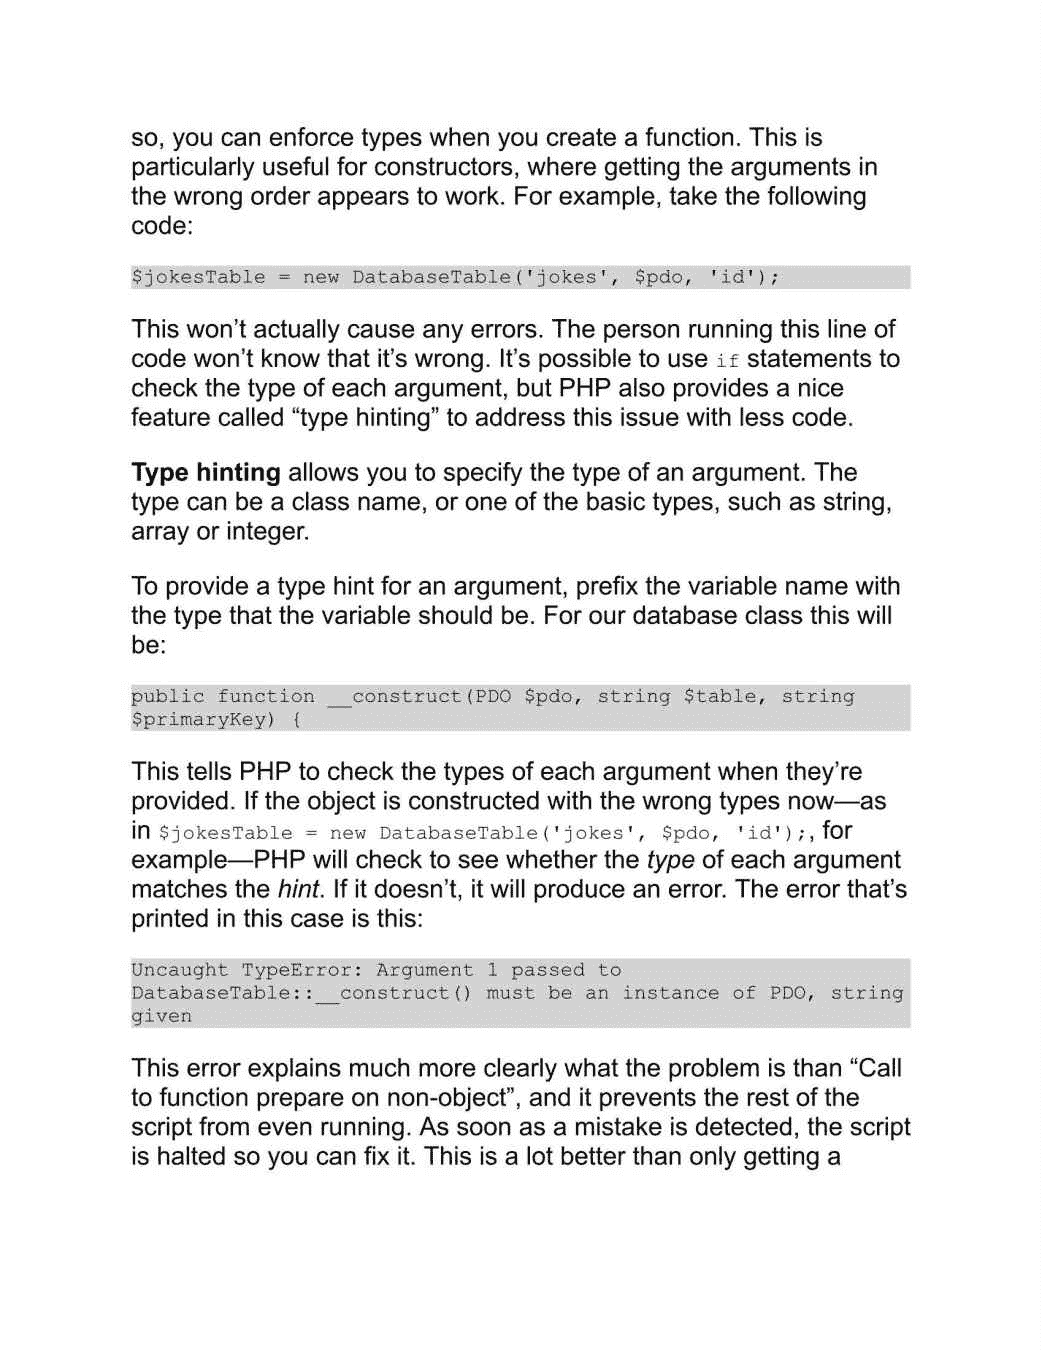 so, you can enforce types when you create a function. This is
particularly useful for constructors, where getting the arguments in
the wrong order appears to work. For example, take the following
code:
$jokesTable = new DatabaseTable('jokes', $pdo, 'id');
This won’t actually cause any errors. The person running this line of
code won’t know that it’s wrong. It’s possible to use if statements to
check the type of each argument, but PHP also provides a nice
feature called “type hinting” to address this issue with less code.
Type hinting allows you to specify the type of an argument. The
type can be a class name, or one of the basic types, such as string,
array or integer.
To provide a type hint for an argument, prefix the variable name with
the type that the variable should be. For our database class this will
be:
public function __construct(PDO $pdo, string $table, string
$primaryKey) {
This tells PHP to check the types of each argument when they’re
provided. If the object is constructed with the wrong types now—as
in $jokesTable = new DatabaseTable('jokes', $pdo, 'id');, for
example—PHP will check to see whether the type of each argument
matches the hint. If it doesn’t, it will produce an error. The error that’s
printed in this case is this:
Uncaught TypeError: Argument 1 passed to
DatabaseTable::__construct() must be an instance of PDO, string
given
This error explains much more clearly what the problem is than “Call
to function prepare on non-object”, and it prevents the rest of the
script from even running. As soon as a mistake is detected, the script
is halted so you can fix it. This is a lot better than only getting a